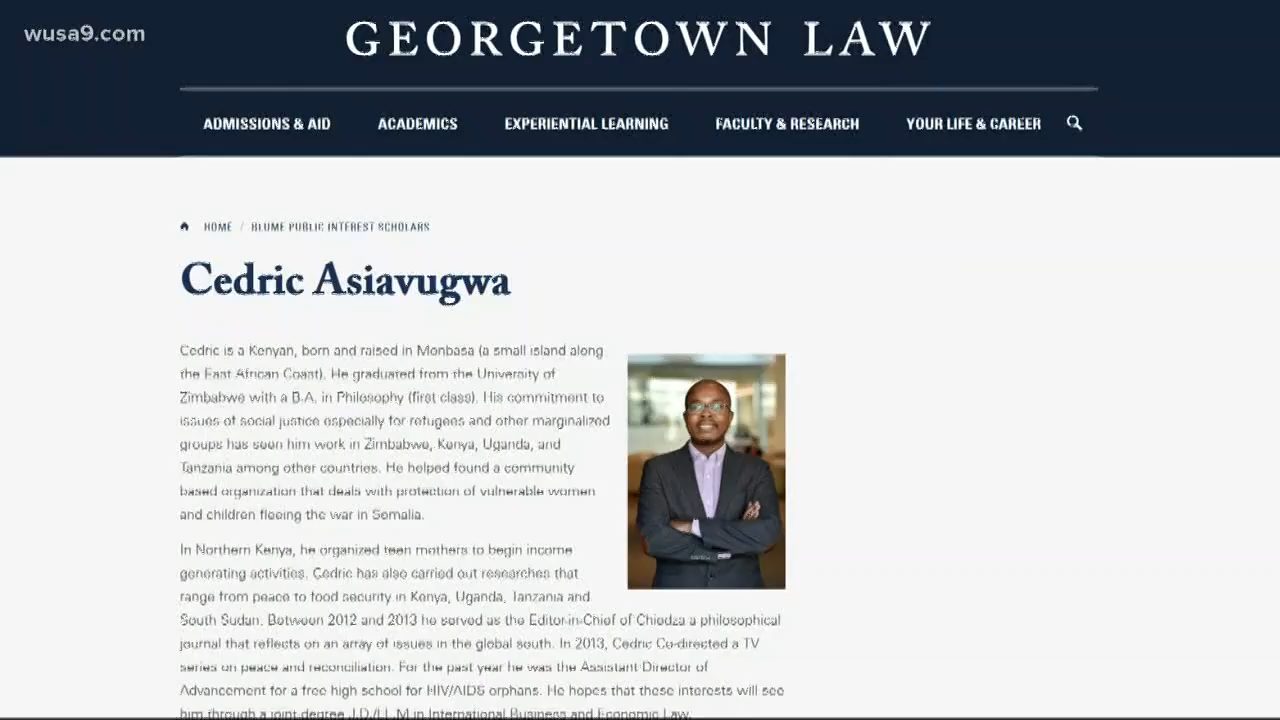 wusa9.com
GEORGETOWN LAW
ADMISSIONS & AID ACADEMICS EXPERIENTIAL LEARNING FACULTY & RESEARCH YOUR LIFE & CAREER
HOME / BLUME PUBLIC INTEREST SCHOLARS
Cedric Asiavugwa
Cedric is a Kenyan, born and raised in Monbasa (a small island along
the East African Coast). He graduated from the University of
Zimbabwe with a B.A. in Philosophy (first class). His commitment to
issues of social justice especially for refugees and other marginalized
groups has seen him work in Zimbabwe, Kenya, Uganda, and
Tanzania among other countries. He helped found a community
based organization that deals with protection of vulnerable women
and children fleeing the war in Somalia.
In Northern Kenya, he organized teen mothers to begin income
generating activities. Cedric has also carried out researches that
range from peace to food security in Kenya, Uganda, Tanzania and
South Sudan. Between 2012 and 2013 he served as the Editor-in-Chief of Chiedza a philosophical
journal that reflects on an array of issues in the global south. In 2013, Cedric Co-directed a TV
series on peace and reconciliation. For the past year he was the Assistant Director of
Advancement for a free high school for HIV/AIDS orphans. He hopes that these interests will see
him through a joint degree J.D./LL.M in International Business and Economic Law.